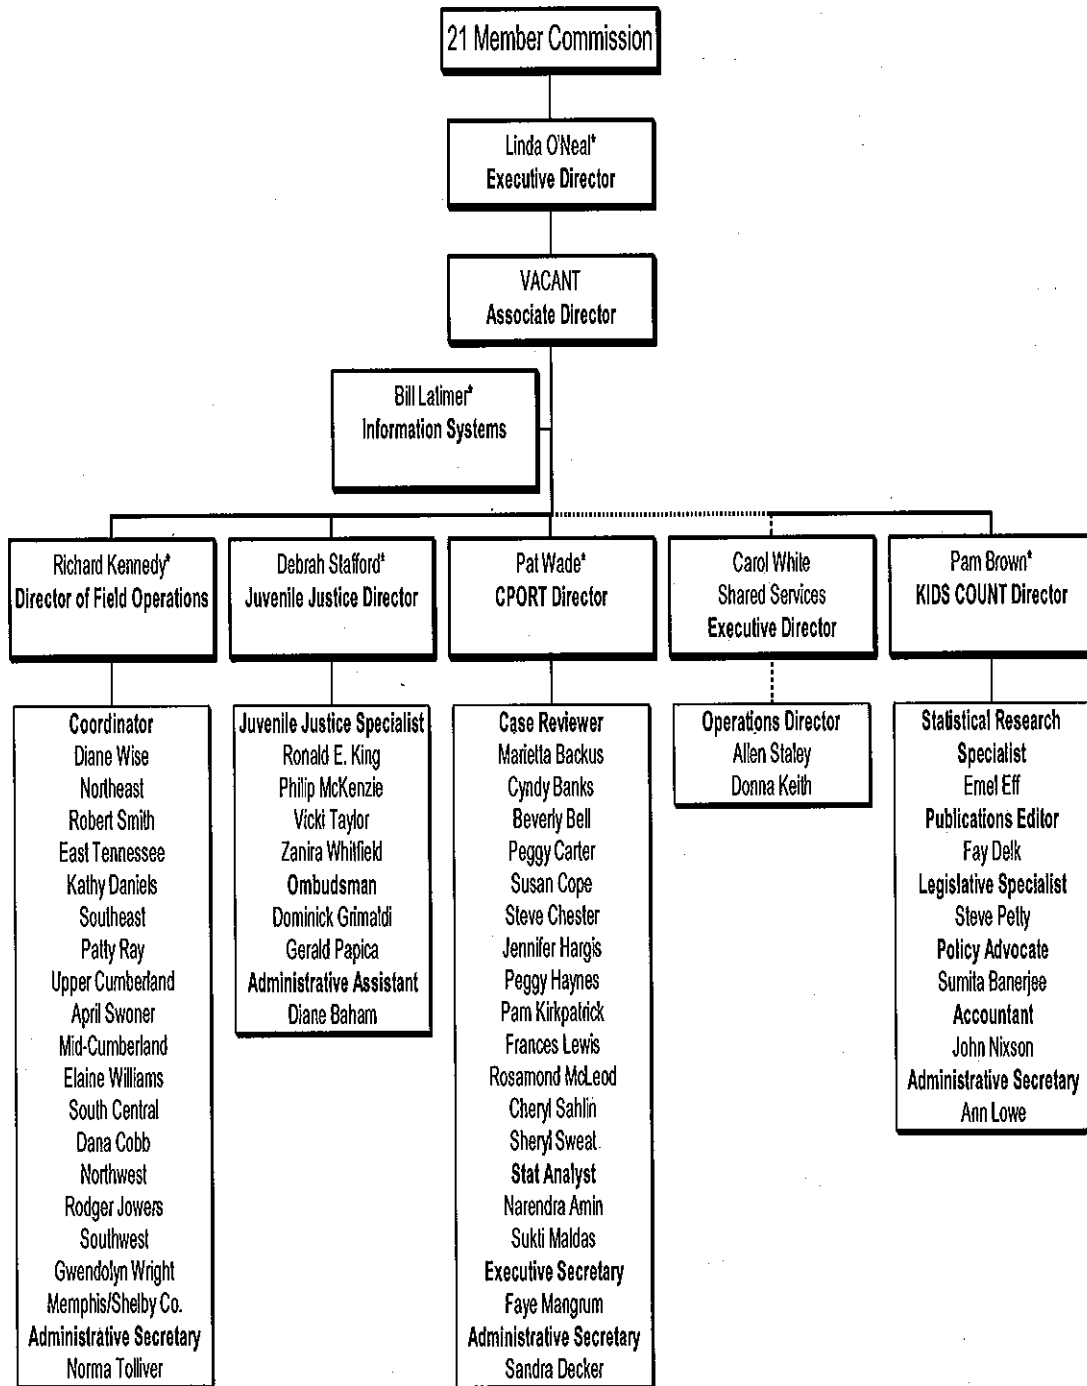 21 Member Commission
Linda O'Neal*
Executive Director
VACANT
Associate Director
Bill Latimer*
Information Systems
Richard Kennedy*
Director of Field Operations
Debrah Stafford*
Juvenile Justice Director
Pat Wade*
CPORT Director
Carol White
Shared Services
Executive Director
Pam Brown*
KIDS COUNT Director
Coordinator
Diane Wise
Northeast
Robert Smith
East Tennessee
Kathy Daniels
Southeast
Patty Ray
Upper Cumberland
April Swoner
Mid-Cumberland
Elaine Williams
South Central
Dana Cobb
Northwest
Rodger Jowers
Southwest
Gwendolyn Wright
Memphis/Shelby Co.
Administrative Secretary
Norma Tolliver
Juvenile Justice Specialist
Ronald E. King
Philip McKenzie
Vicki Taylor
Zanira Whitfield
Ombudsman
Dominick Grimaldi
Gerald Papica
Administrative Assistant
Diane Baham
Case Reviewer
Marietta Backus
Cyndy Banks
Beverly Bell
Peggy Carter
Susan Cope
Steve Chester
Jennifer Hargis
Peggy Haynes
Pam Kirkpatrick
Frances Lewis
Rosamond McLeod
Cheryl Sahlin
Sheryl Sweat
Stat Analyst
Narendra Amin
Sukti Maldas
Executive Secretary
Faye Mangrum
Administrative Secretary
Sandra Decker
Operations Director
Allen Staley
Donna Keith
Statistical Research
Specialist
Emel Eff
Publications Editor
Fay Delk
Legislative Specialist
Steve Petty
Policy Advocate
Sumita Banerjee
Accountant
John Nixson
Administrative Secretary
Ann Lowe